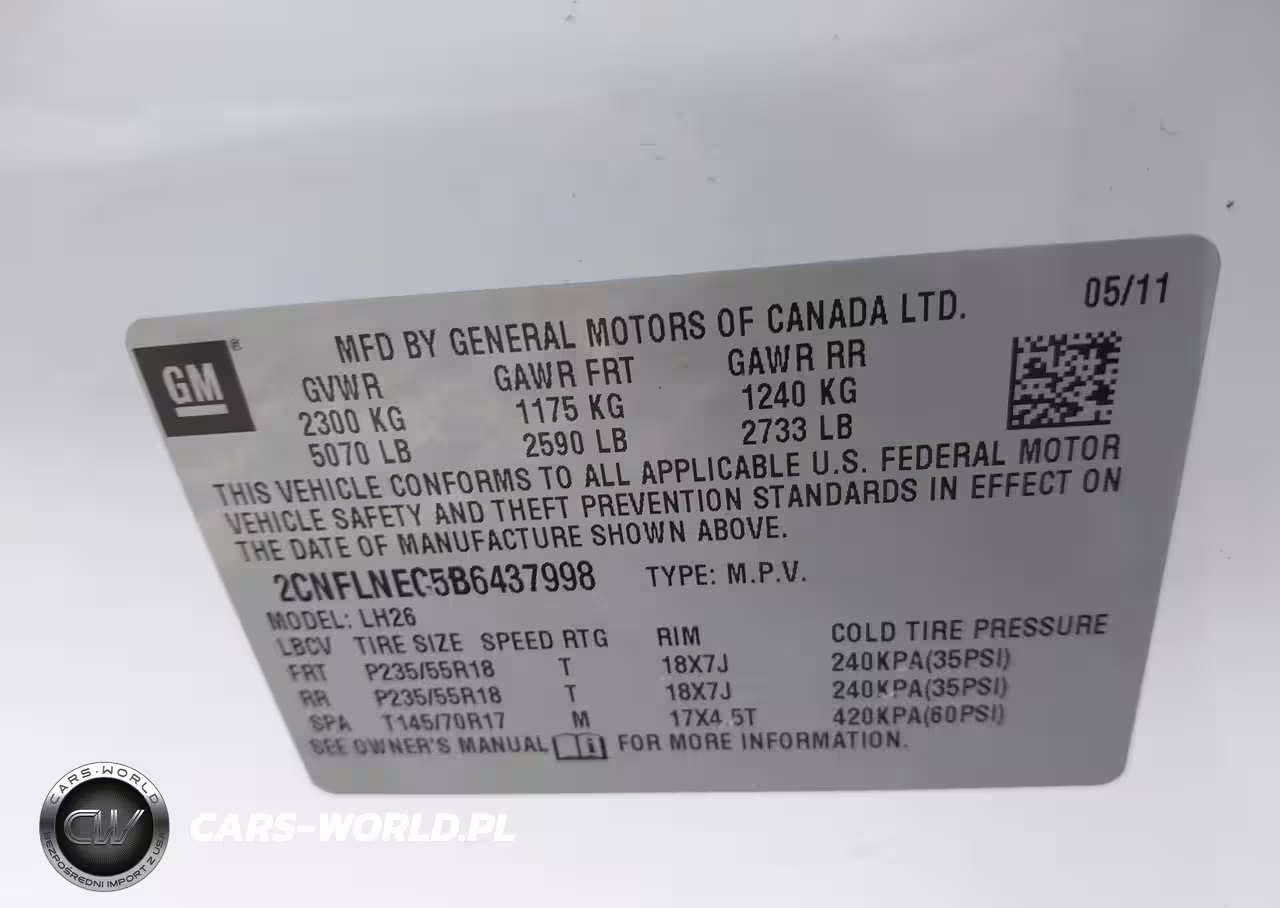 05/11
MFD BY GENERAL MOTORS OF CANADA LTD.
GM ®
GVWR GAWR FRT GAWR RR
2300 KG 1175 KG 1240 KG
5070 LB 2590 LB 2733 LB
THIS VEHICLE CONFORMS TO ALL APPLICABLE U.S. FEDERAL MOTOR
VEHICLE SAFETY AND THEFT PREVENTION STANDARDS IN EFFECT ON
THE DATE OF MANUFACTURE SHOWN ABOVE.
2CNFLNEC5B6437998 TYPE: M.P.V.
MODEL: LH26
LBCV TIRE SIZE SPEED RTG RIM COLD TIRE PRESSURE
FRT P235/55R18 T 18X7J 240KPA(35PSI)
RR P235/55R18 T 18X7J 240KPA(35PSI)
SPA T145/70R17 M 17X4.5T 420KPA(60PSI)
SEE OWNER'S MANUAL FOR MORE INFORMATION.
CARS-WORLD
CW
BEZPOŚREDNI IMPORT Z USA
CARS-WORLD.PL